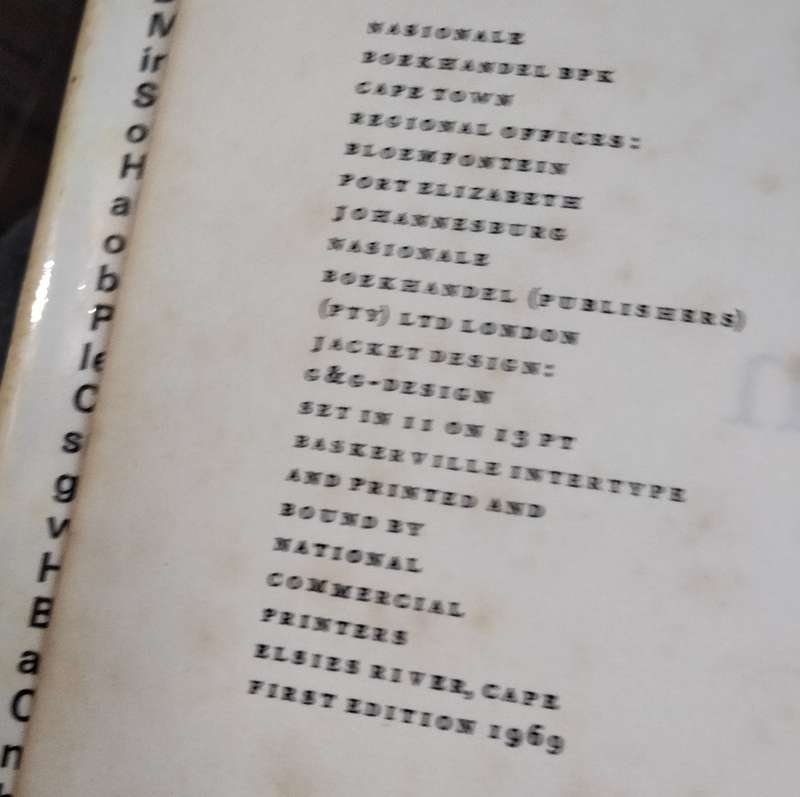 NASIONALE
BOEKHANDEL BPK
CAPE TOWN
REGIONAL OFFICES:
BLOEMFONTEIN
PORT ELIZABETH
JOHANNESBURG
NASIONALE
BOEKHANDEL (PUBLISHERS)
(PTY) LTD LONDON
JACKET DESIGN:
G&G-DESIGN
SET IN 11 ON 13 PT
BASKERVILLE INTERTYPE
AND PRINTED AND
BOUND BY
NATIONAL
COMMERCIAL
PRINTERS
ELSIES RIVER, CAPE
FIRST EDITION 1969